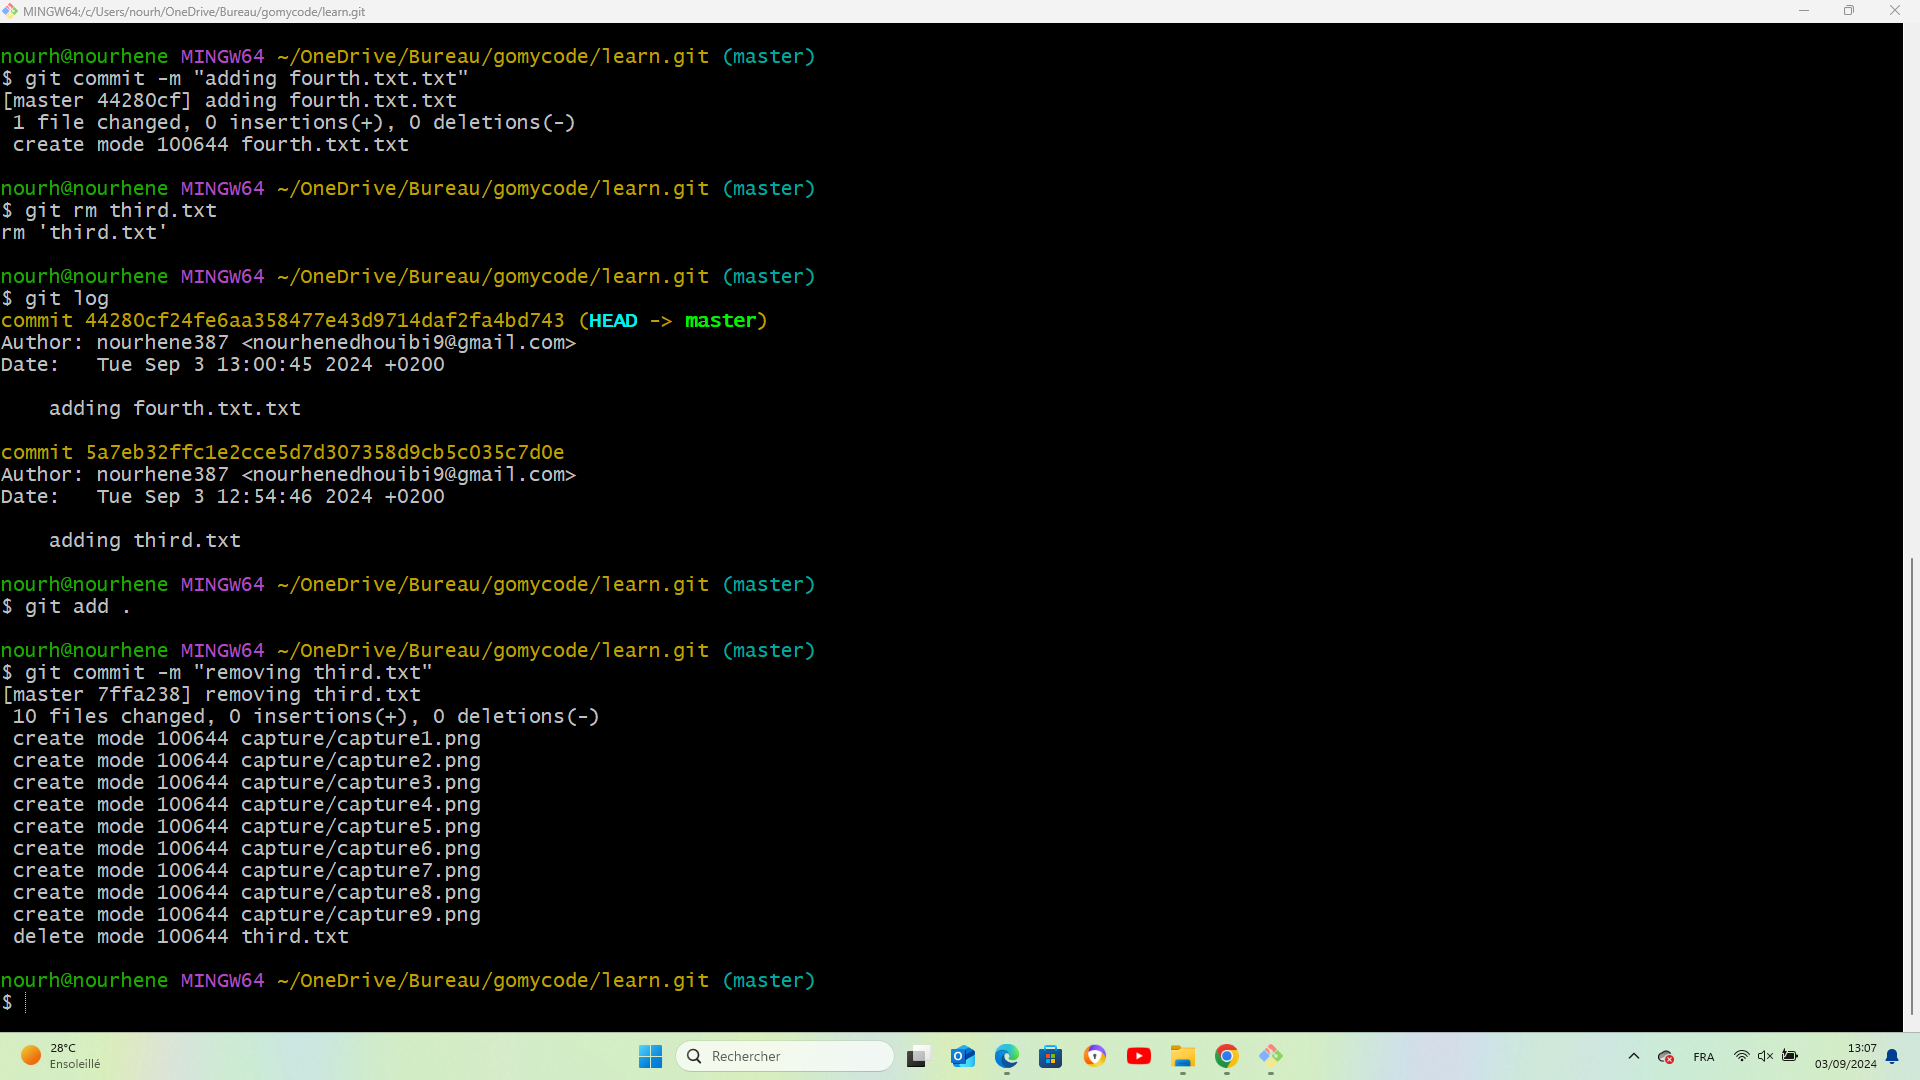 MINGW64:/c/Users/nourh/OneDrive/Bureau/gomycode/learn.git
nourh@nourhene MINGW64 ~/OneDrive/Bureau/gomycode/learn.git (master)
$ git commit -m "adding fourth.txt.txt"
[master 44280cf] adding fourth.txt.txt
 1 file changed, 0 insertions(+), 0 deletions(-)
 create mode 100644 fourth.txt.txt
nourh@nourhene MINGW64 ~/OneDrive/Bureau/gomycode/learn.git (master)
$ git rm third.txt
rm 'third.txt'
nourh@nourhene MINGW64 ~/OneDrive/Bureau/gomycode/learn.git (master)
$ git log
commit 44280cf24fe6aa358477e43d9714daf2fa4bd743 (HEAD -> master)
Author: nourhene387 <nourhenedhouibi9@gmail.com>
Date:   Tue Sep 3 13:00:45 2024 +0200
    adding fourth.txt.txt
commit 5a7eb32ffc1e2cce5d7d307358d9cb5c035c7d0e
Author: nourhene387 <nourhenedhouibi9@gmail.com>
Date:   Tue Sep 3 12:54:46 2024 +0200
    adding third.txt
nourh@nourhene MINGW64 ~/OneDrive/Bureau/gomycode/learn.git (master)
$ git add .
nourh@nourhene MINGW64 ~/OneDrive/Bureau/gomycode/learn.git (master)
$ git commit -m "removing third.txt"
[master 7ffa238] removing third.txt
 10 files changed, 0 insertions(+), 0 deletions(-)
 create mode 100644 capture/capture1.png
 create mode 100644 capture/capture2.png
 create mode 100644 capture/capture3.png
 create mode 100644 capture/capture4.png
 create mode 100644 capture/capture5.png
 create mode 100644 capture/capture6.png
 create mode 100644 capture/capture7.png
 create mode 100644 capture/capture8.png
 create mode 100644 capture/capture9.png
 delete mode 100644 third.txt
nourh@nourhene MINGW64 ~/OneDrive/Bureau/gomycode/learn.git (master)
$
28°C
Ensoleillé
Rechercher
FRA
13:07
03/09/2024